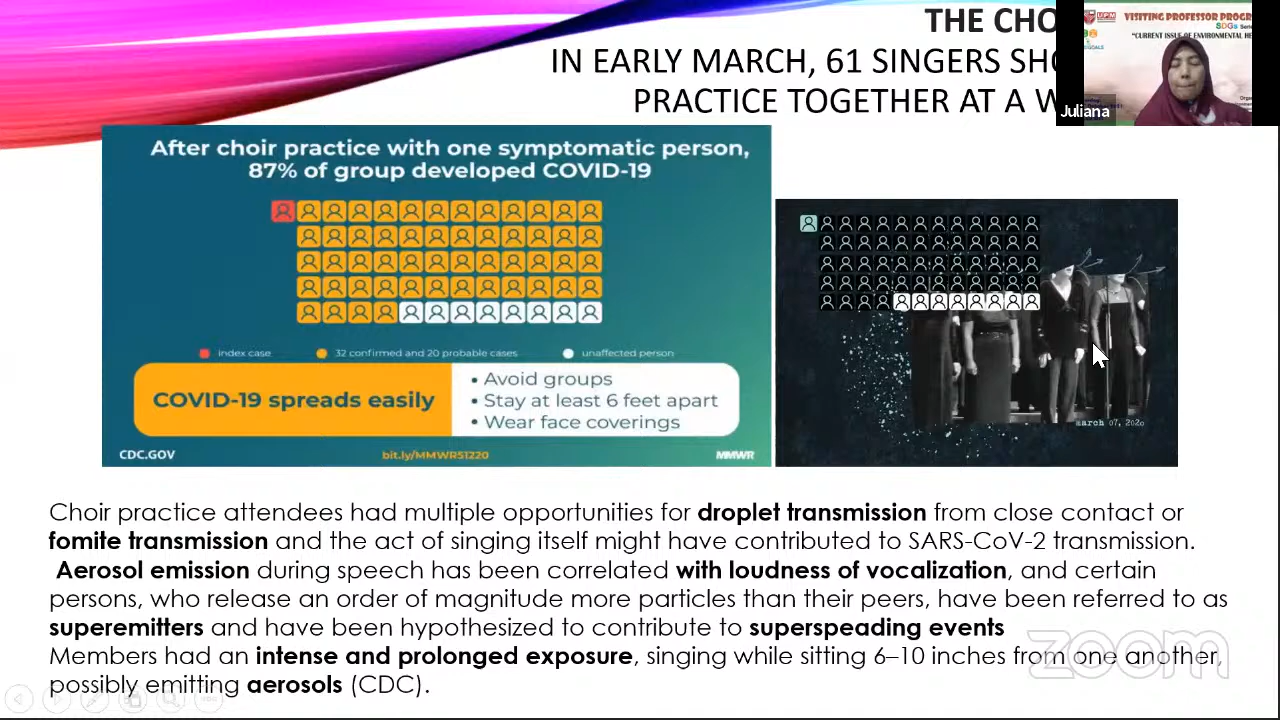 THE CHO
IN EARLY MARCH, 61 SINGERS SH
PRACTICE TOGETHER AT A W
UPM
VISITING PROFESSOR PROGR
SDGs Serie
"CURRENT ISSUE OF ENVIRONMENTAL HE
Juliana
After choir practice with one symptomatic person,
87% of group developed COVID-19
index case
32 confirmed and 20 probable cases
unaffected person
COVID-19 spreads easily
• Avoid groups
• Stay at least 6 feet apart
• Wear face coverings
CDC.GOV
bit.ly/MMWR51220
MMWR
march 07, 2020
Choir practice attendees had multiple opportunities for droplet transmission from close contact or
fomite transmission and the act of singing itself might have contributed to SARS-CoV-2 transmission.
Aerosol emission during speech has been correlated with loudness of vocalization, and certain
persons, who release an order of magnitude more particles than their peers, have been referred to as
superemitters and have been hypothesized to contribute to superspeading events
Members had an intense and prolonged exposure, singing while sitting 6–10 inches from one another,
possibly emitting aerosols (CDC).
zoom